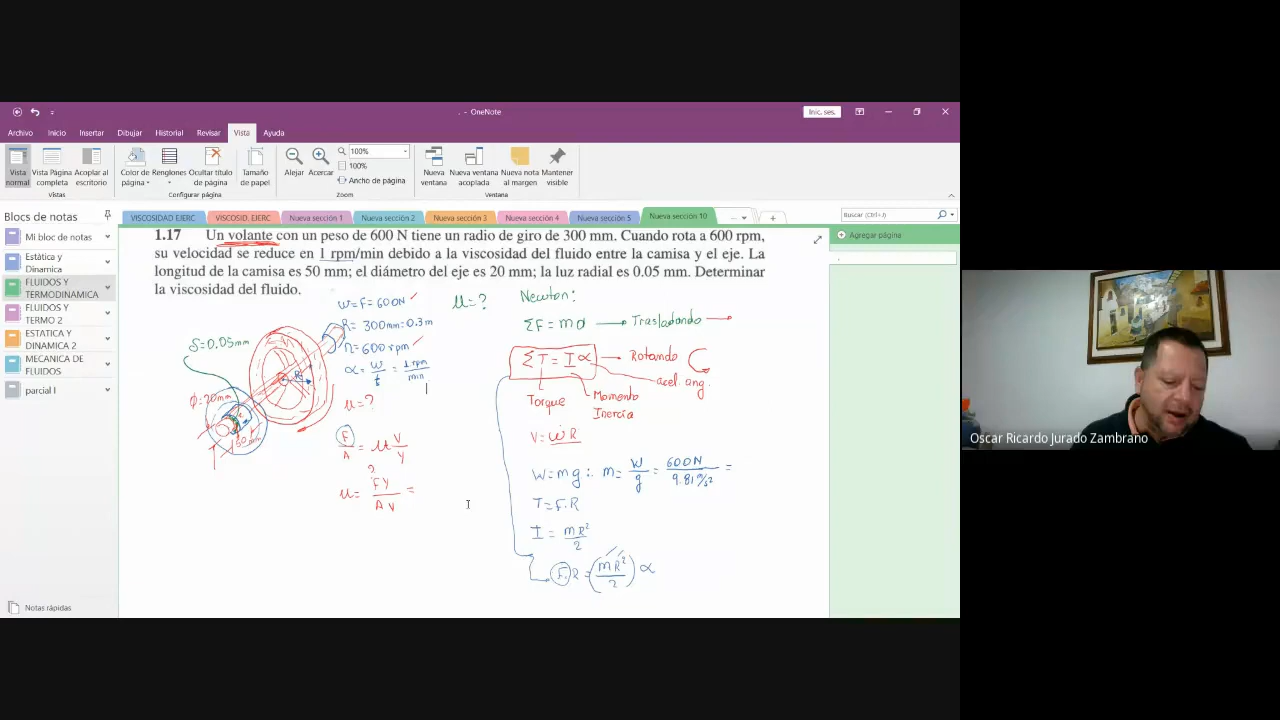 . - OneNote
Inic. ses.
Archivo Inicio Insertar Dibujar Historial Revisar Vista Ayuda
Vista normal
Vista Página completa
Acoplar al escritorio
Vistas
Color de página
Renglones
Ocultar título de página
Tamaño de papel
Configurar página
Alejar
Acercar
100%
100%
Ancho de página
Zoom
Nueva ventana
Nueva ventana acoplada
Nueva nota al margen
Mantener visible
Ventana
Blocs de notas
VISCOSIDAD EJERC
VISCOSID. EJERC
Nueva sección 1
Nueva sección 2
Nueva sección 3
Nueva sección 4
Nueva sección 5
Nueva sección 10
Buscar (Ctrl+J)
Agregar página
Mi bloc de notas
Estática y Dinamica
FLUIDOS Y TERMODINAMICA
FLUIDOS Y TERMO 2
ESTATICA Y DINAMICA 2
MECANICA DE FLUIDOS
parcial I
Notas rápidas
1.17 Un volante con un peso de 600 N tiene un radio de giro de 300 mm. Cuando rota a 600 rpm,
su velocidad se reduce en 1 rpm/min debido a la viscosidad del fluido entre la camisa y el eje. La
longitud de la camisa es 50 mm; el diámetro del eje es 20 mm; la luz radial es 0.05 mm. Determinar
la viscosidad del fluido.
δ=0.05mm
φ=20mm
50mm
R
W=F=600N ✓
R= 300mm=0.3m
n=600rpm ✓
α= w/t = 1 rpm/min
μ=?
F/A = μ V/y
?
μ= Fy/AV =
μ=?
Newton:
ΣF=ma → Trasladando →
ΣT=Iα → Rotando
acel. ang.
Torque
Momento Inercia
V=wR
W=mg ∴ m= W/g = 600N/9.81m/s² =
T=F.R
I = mR²/2
F.R =(mR²/2) α
Oscar Ricardo Jurado Zambrano